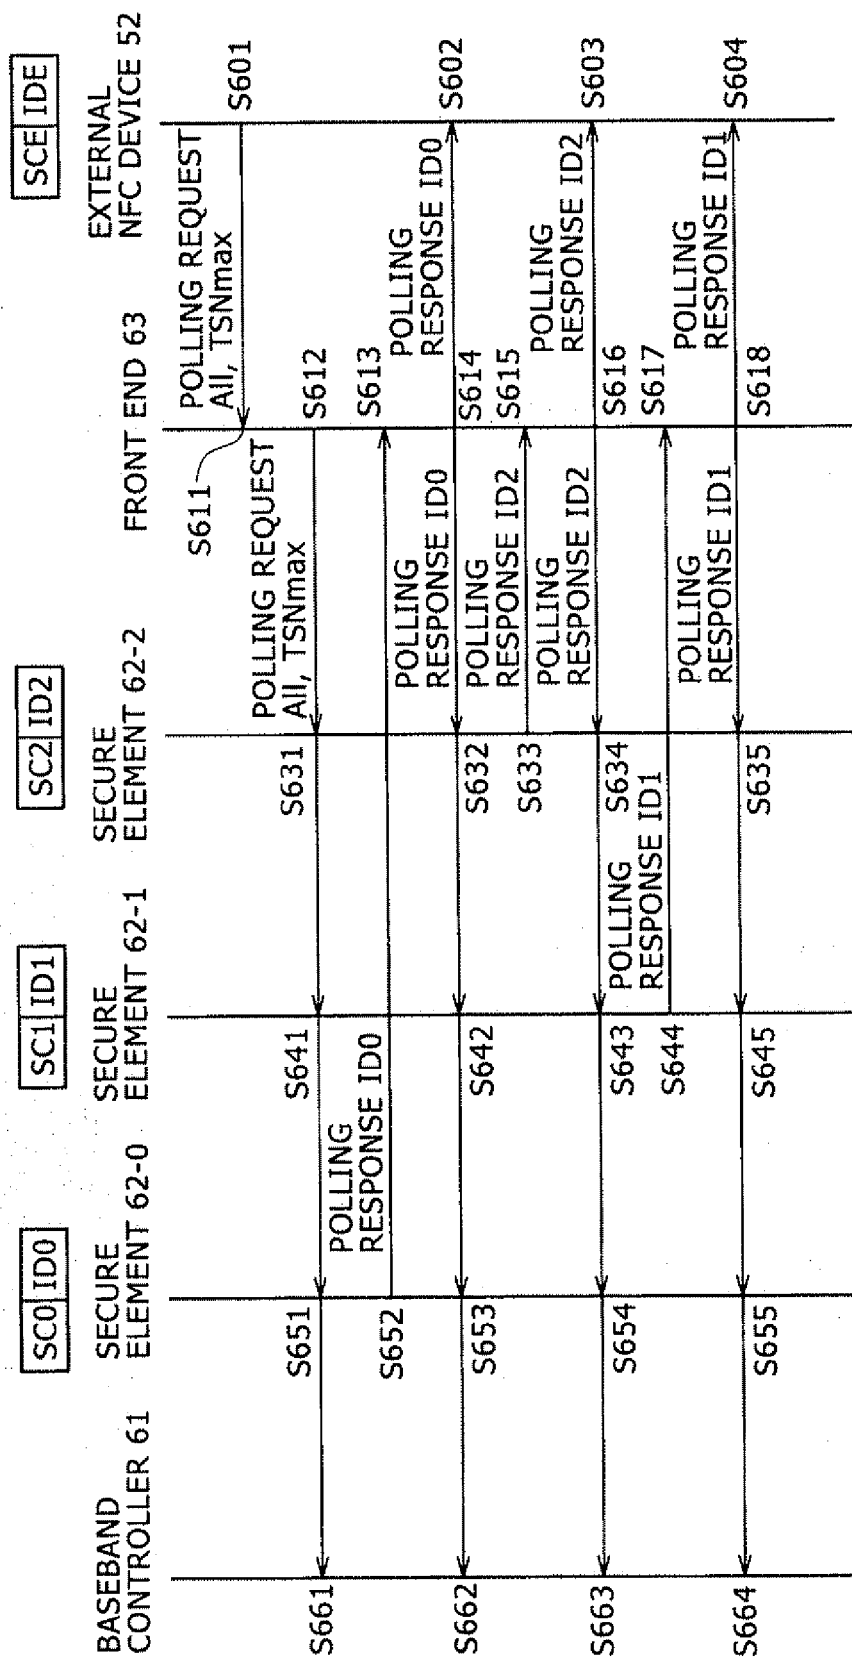 SC0 ID0
SC1 ID1
SC2 ID2
SCE IDE
BASEBAND
CONTROLLER 61
SECURE
ELEMENT 62-0
SECURE
ELEMENT 62-1
SECURE
ELEMENT 62-2
FRONT END 63
EXTERNAL
NFC DEVICE 52
S611
POLLING REQUEST
All, TSNmax
S601
S661
S651
S641
S631
POLLING REQUEST
All, TSNmax
S612
POLLING
RESPONSE ID0
S652
S613
S662
S653
S642
S632
POLLING
RESPONSE ID0
S614
POLLING
RESPONSE ID0
S602
S633
POLLING
RESPONSE ID2
S615
S663
S654
S643
S634
POLLING
RESPONSE ID2
S616
POLLING
RESPONSE ID2
S603
S644
POLLING
RESPONSE ID1
S617
S664
S655
S645
S635
POLLING
RESPONSE ID1
S618
POLLING
RESPONSE ID1
S604